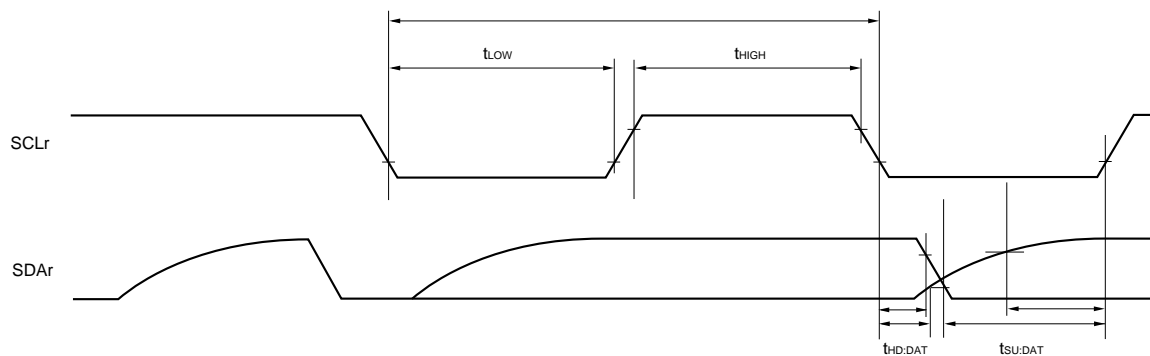 tLOW
tHIGH
SCLr
SDAr
tHD:DAT
tSU:DAT